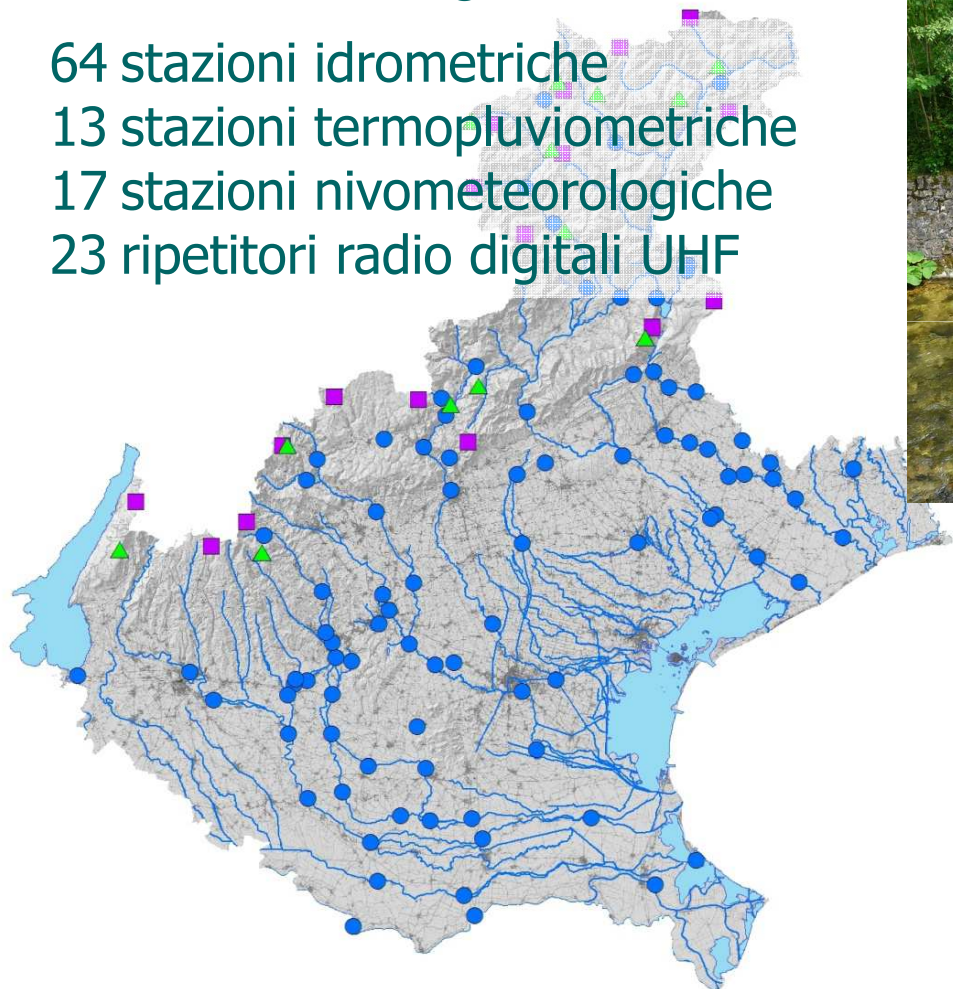 64 stazioni idrometriche
13 stazioni termopluviometriche
17 stazioni nivometeorologiche
23 ripetitori radio digitali UHF